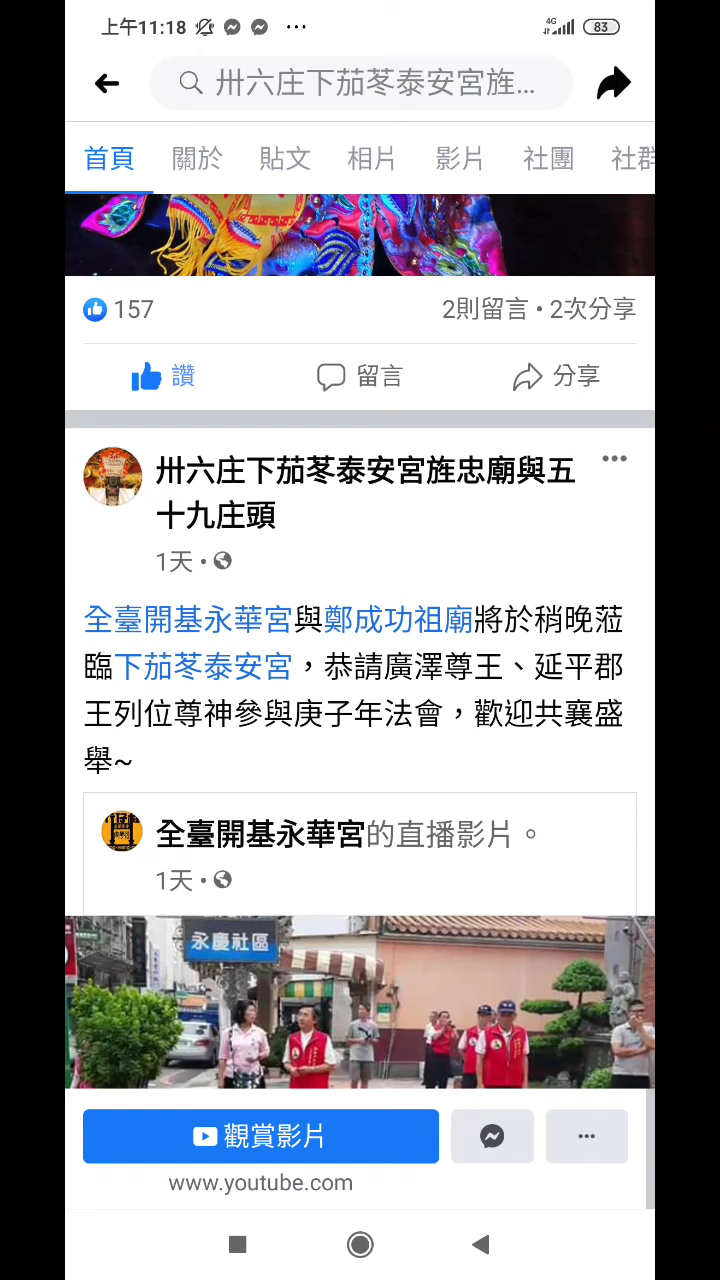 上午11:18 ... 4G 83
卅六庄下茄苳泰安宮旌...
首頁 關於 貼文 相片 影片 社團 社群
157 2則留言・2次分享
讚 留言 分享
卅六庄下茄苳泰安宮旌忠廟與五
十九庄頭
1天・
全臺開基永華宮與鄭成功祖廟將於稍晚蒞
臨下茄苳泰安宮，恭請廣澤尊王、延平郡
王列位尊神參與庚子年法會，歡迎共襄盛
舉~
全臺開基永華宮的直播影片。
1天・
永慶社區
觀賞影片
www.youtube.com